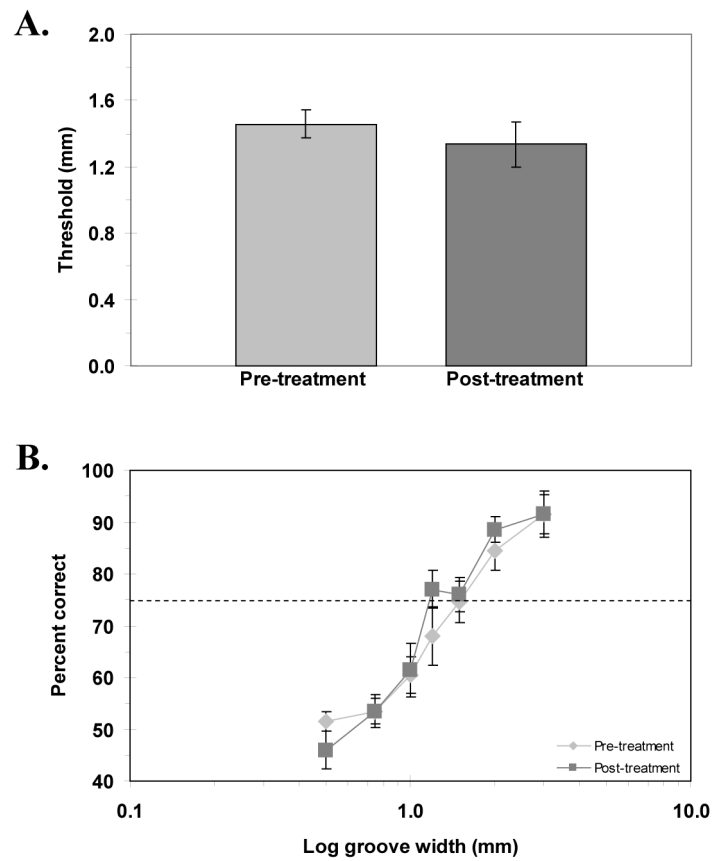 A.
2.0
1.6
1.2
0.8
0.4
0.0
Threshold (mm)
Pre-treatment
Post-treatment
B.
100
90
80
70
60
50
40
Percent correct
Pre-treatment
Post-treatment
0.1
1.0
10.0
Log groove width (mm)